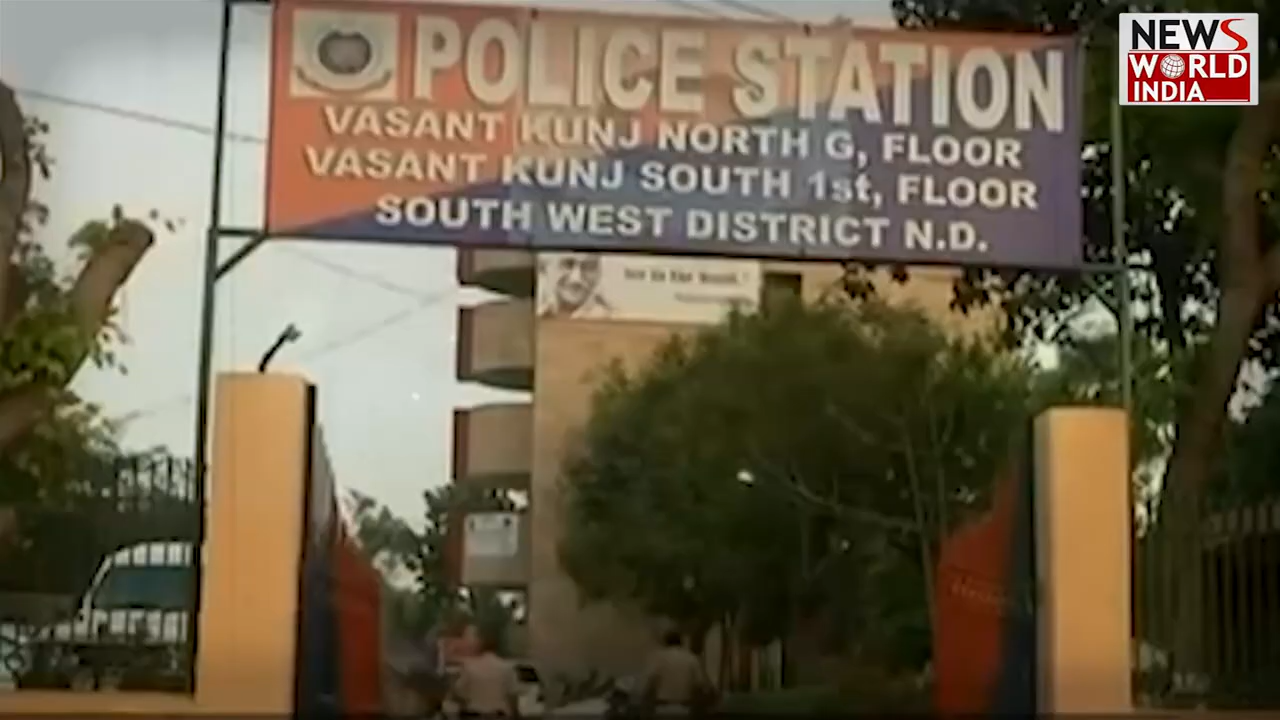 POLICE STATION
VASANT KUNJ NORTH G, FLOOR
VASANT KUNJ SOUTH 1st, FLOOR
SOUTH WEST DISTRICT N.D.
NEWS
WORLD
INDIA